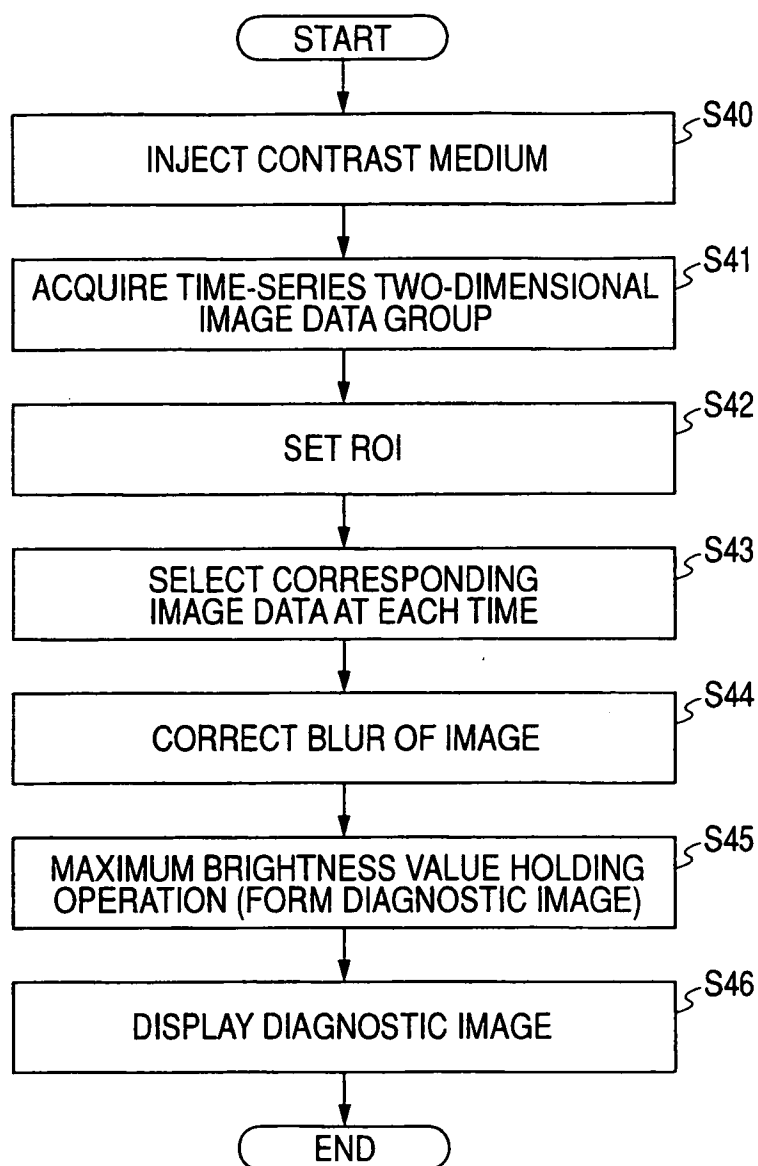 START
S40
INJECT CONTRAST MEDIUM
S41
ACQUIRE TIME-SERIES TWO-DIMENSIONAL
IMAGE DATA GROUP
S42
SET ROI
S43
SELECT CORRESPONDING
IMAGE DATA AT EACH TIME
S44
CORRECT BLUR OF IMAGE
S45
MAXIMUM BRIGHTNESS VALUE HOLDING
OPERATION (FORM DIAGNOSTIC IMAGE)
S46
DISPLAY DIAGNOSTIC IMAGE
END